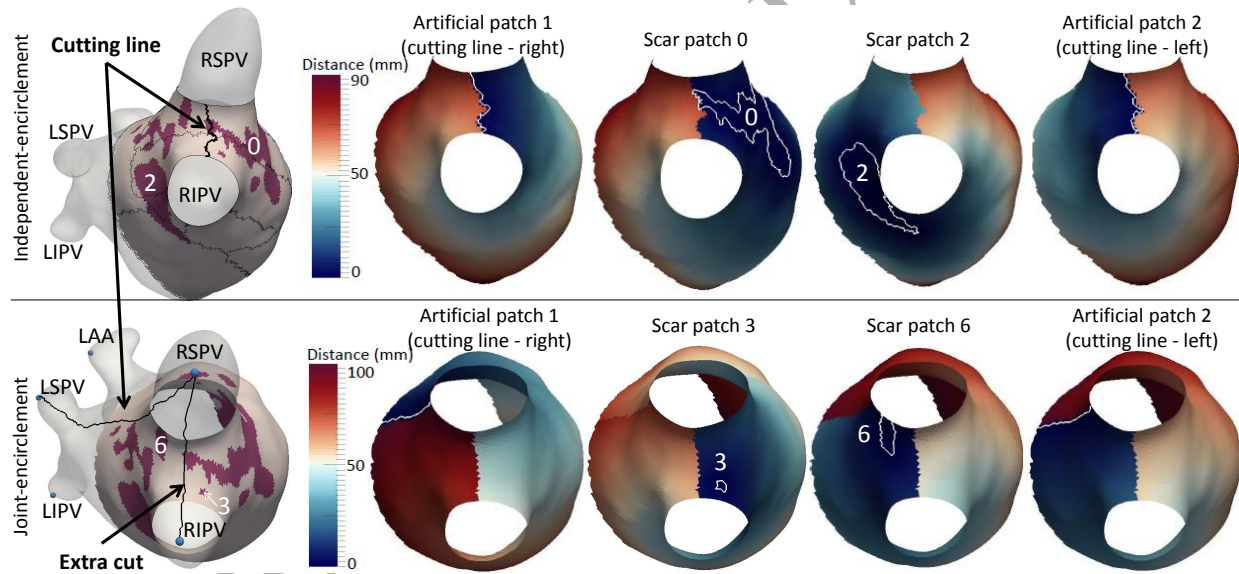 Independent-encirclement
Cutting line
RSPV
LSPV
0
2
RIPV
LIPV
Distance (mm)
90
50
0
Artificial patch 1
(cutting line - right)
Scar patch 0
0
Scar patch 2
2
Artificial patch 2
(cutting line - left)
Joint-encirclement
LAA
RSPV
LSPV
6
3
LIPV
RIPV
Extra cut
Distance (mm)
100
50
0
Artificial patch 1
(cutting line - right)
Scar patch 3
3
Scar patch 6
6
Artificial patch 2
(cutting line - left)